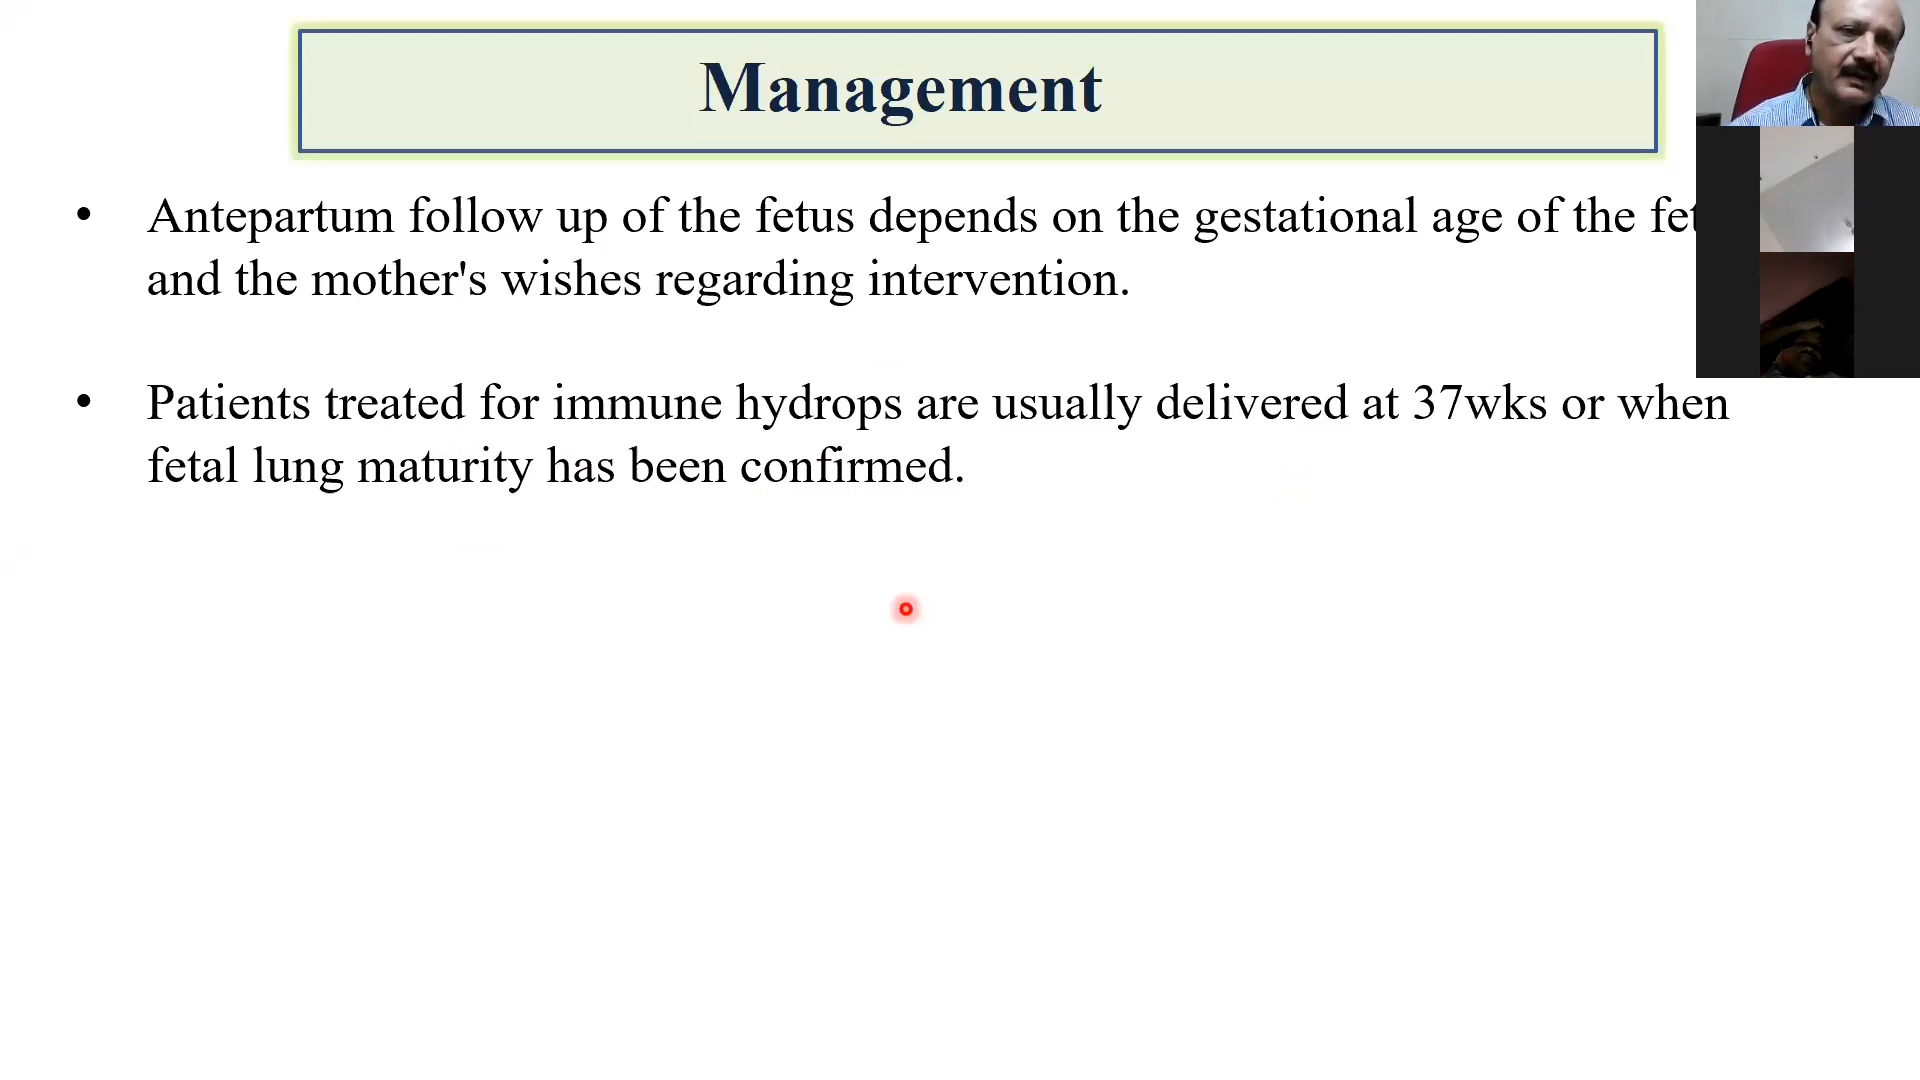 Management
• Antepartum follow up of the fetus depends on the gestational age of the
and the mother's wishes regarding intervention.
• Patients treated for immune hydrops are usually delivered at 37wks or when
fetal lung maturity has been confirmed.